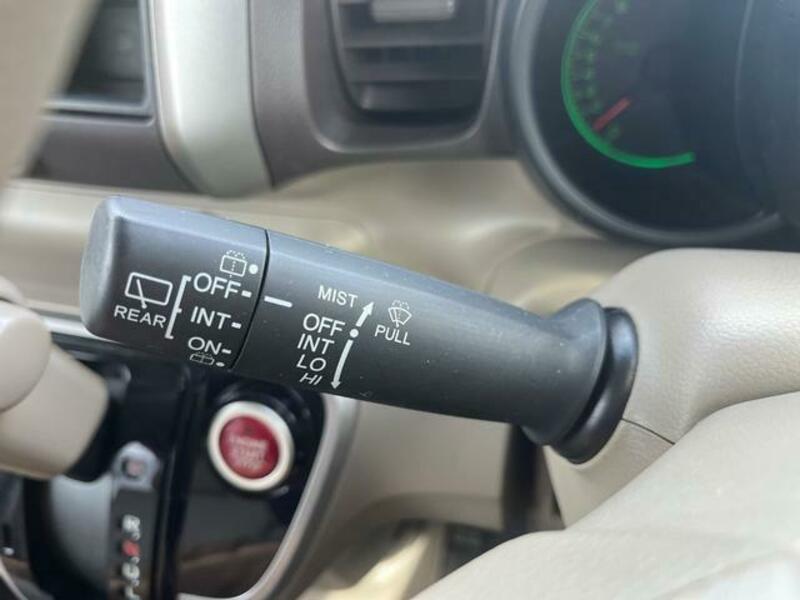 REAR
OFF
INT
ON
MIST
OFF
INT
LO
HI
PULL
ENGINE
START
STOP
R